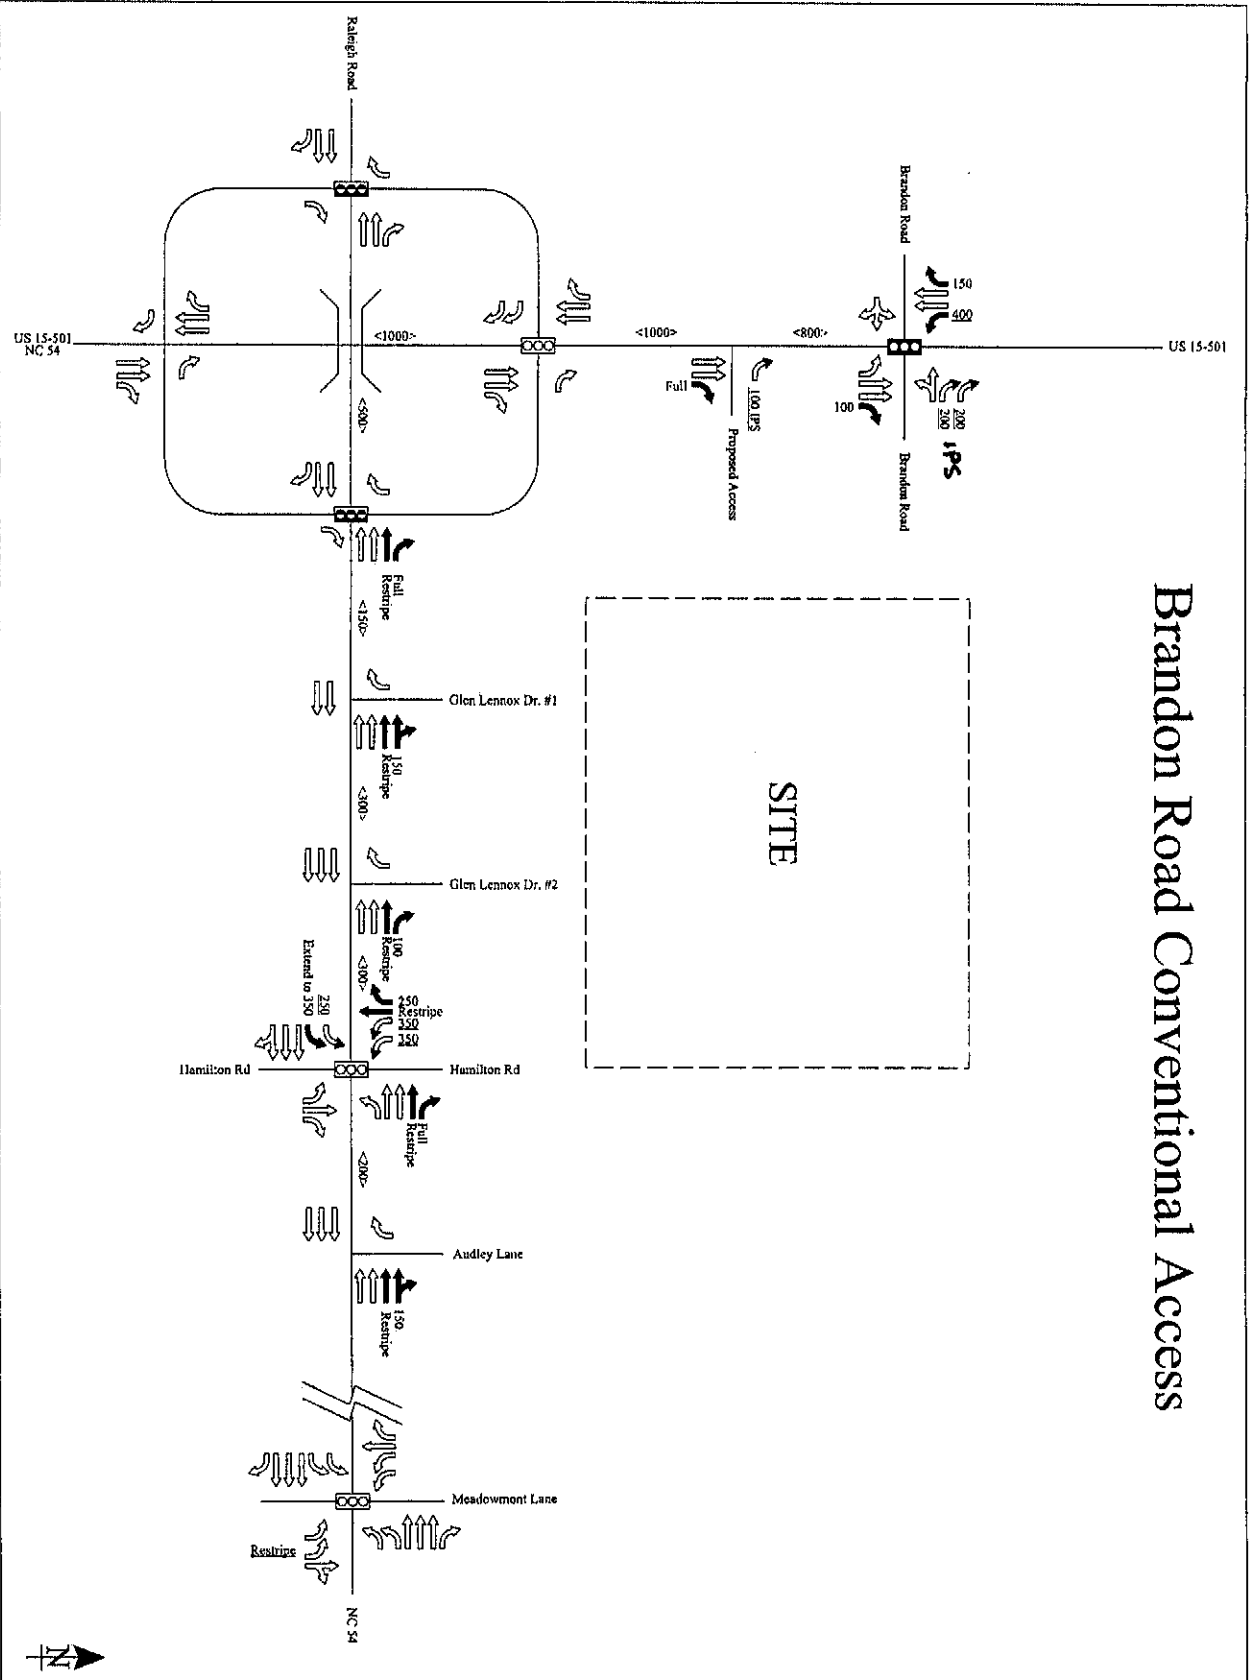 Brandon Road Conventional Access
US 15-501
Brandon Road
150
400
200
200
IPS
100
Brandon Road
<800>
100 IPS
Full
Proposed Access
<1000>
SITE
Raleigh Road
<1000>
<500>
US 15-501
NC 54
Full
Restripe
<150>
Glen Lennox Dr. #1
150
Restripe
<300>
Glen Lennox Dr. #2
100
Restripe
<300>
250
Restripe
350
350
250
Extend to 350
Hamilton Rd
Hamilton Rd
Full
Restripe
<200>
Audley Lane
150
Restripe
Meadowmont Lane
Restripe
NC 54
N